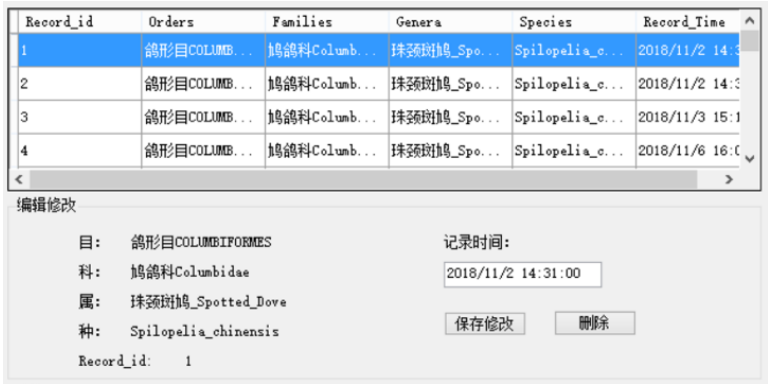 Record_id Orders Families Genera Species Record_Time
1 鸽形目COLUMB... 鸠鸽科Columb... 珠颈斑鸠_Spo... Spilopelia_c... 2018/11/2 14:3
2 鸽形目COLUMB... 鸠鸽科Columb... 珠颈斑鸠_Spo... Spilopelia_c... 2018/11/2 14:3
3 鸽形目COLUMB... 鸠鸽科Columb... 珠颈斑鸠_Spo... Spilopelia_c... 2018/11/3 15:1
4 鸽形目COLUMB... 鸠鸽科Columb... 珠颈斑鸠_Spo... Spilopelia_c... 2018/11/6 16:0
编辑修改
目: 鸽形目COLUMBIFORMES
记录时间:
科: 鸠鸽科Columbidae
2018/11/2 14:31:00
属: 珠颈斑鸠_Spotted_Dove
保存修改 删除
种: Spilopelia_chinensis
Record_id: 1